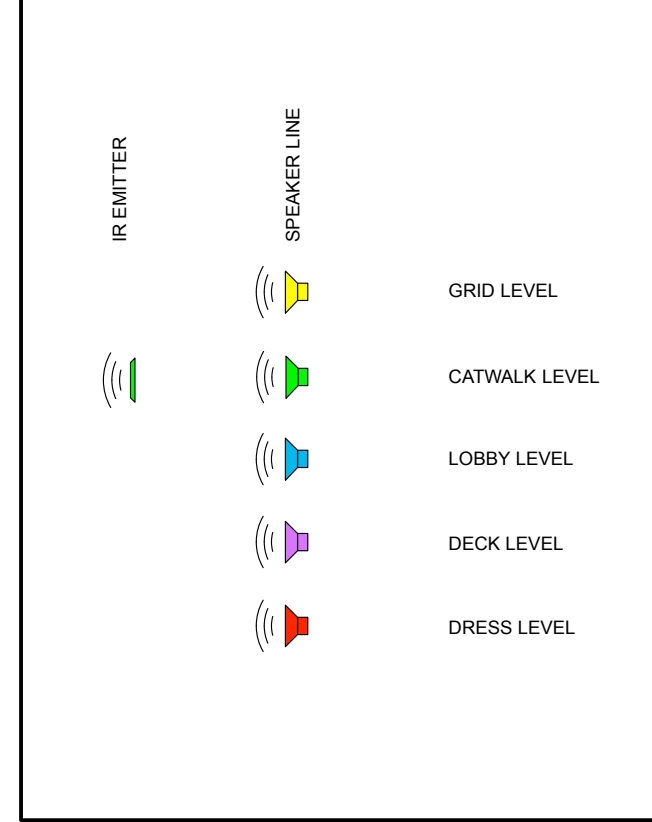 IR EMITTER
SPEAKER LINE
GRID LEVEL
CATWALK LEVEL
LOBBY LEVEL
DECK LEVEL
DRESS LEVEL